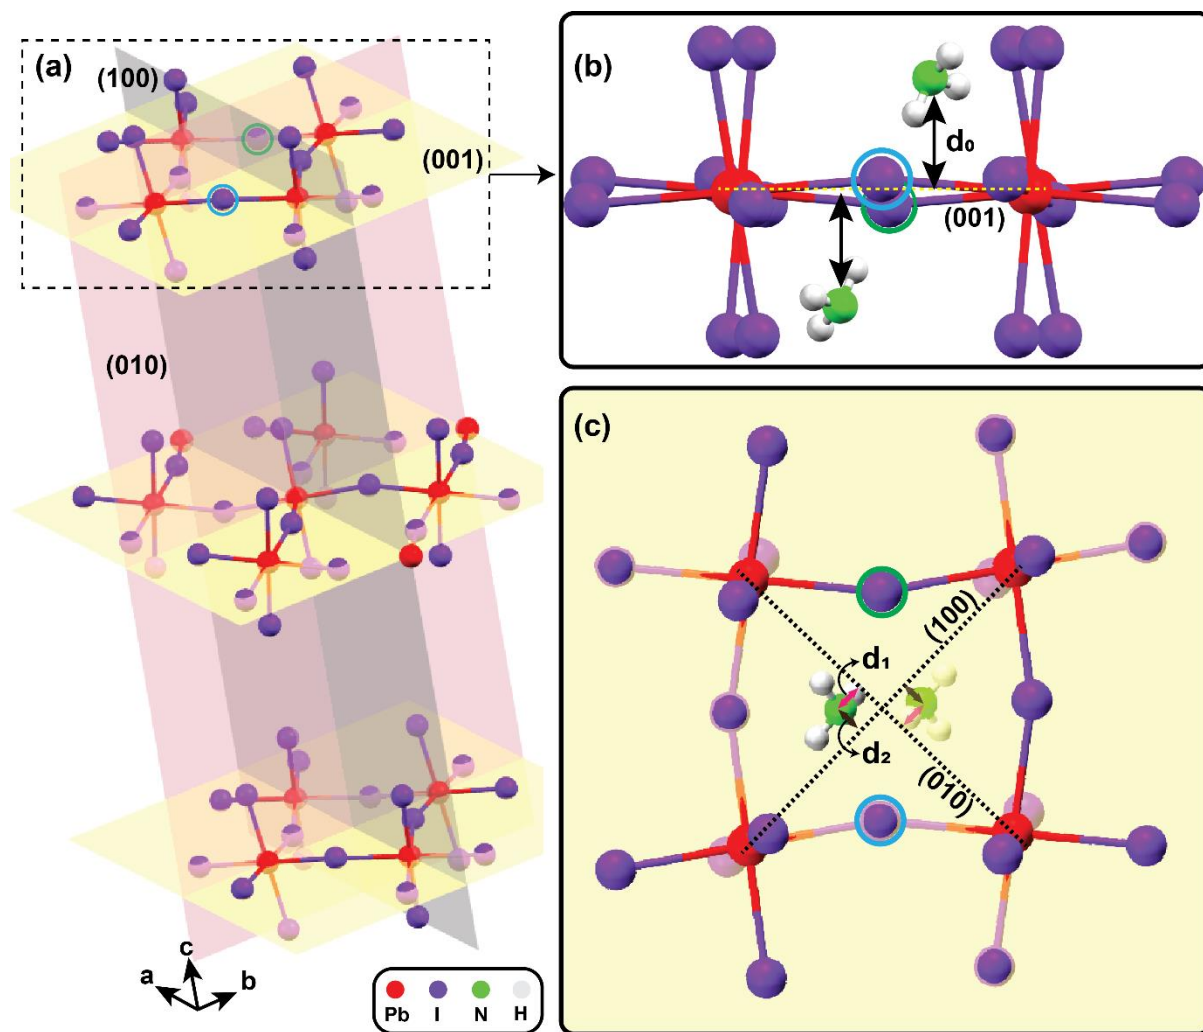 (a)
(100)
(001)
(010)
c
a
b
Pb I N H
(b)
d₀
(001)
(c)
(100)
d₁
d₂
(010)